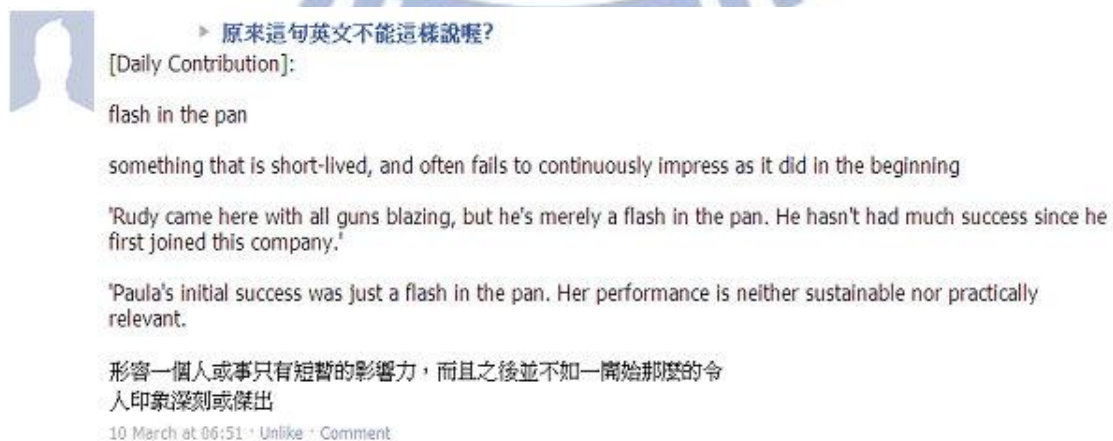 ▸ 原來這句英文不能這樣說喔?
[Daily Contribution]:
flash in the pan
something that is short-lived, and often fails to continuously impress as it did in the beginning
'Rudy came here with all guns blazing, but he's merely a flash in the pan. He hasn't had much success since he
first joined this company.'
'Paula's initial success was just a flash in the pan. Her performance is neither sustainable nor practically
relevant.
形容一個人或事只有短暫的影響力，而且之後並不如一開始那麼的令
人印象深刻或傑出
10 March at 06:51 · Unlike · Comment